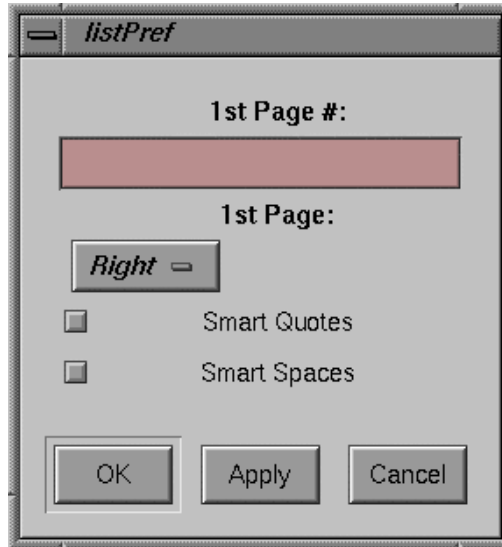 listPref
1st Page #:
1st Page:
Right
Smart Quotes
Smart Spaces
OK Apply Cancel